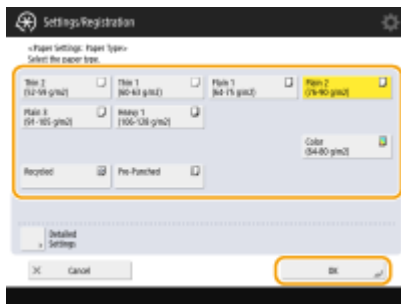 Settings/Registration
<Paper Settings: Paper Type>
Select the paper type.
Thin 2
(52-59 g/m2)
Thin 1
(60-63 g/m2)
Plain 1
(64-75 g/m2)
Plain 2
(76-90 g/m2)
Plain 3
(91-105 g/m2)
Heavy 1
(106-128 g/m2)
Color
(64-80 g/m2)
Recycled
Pre-Punched
Detailed
Settings
Cancel
OK